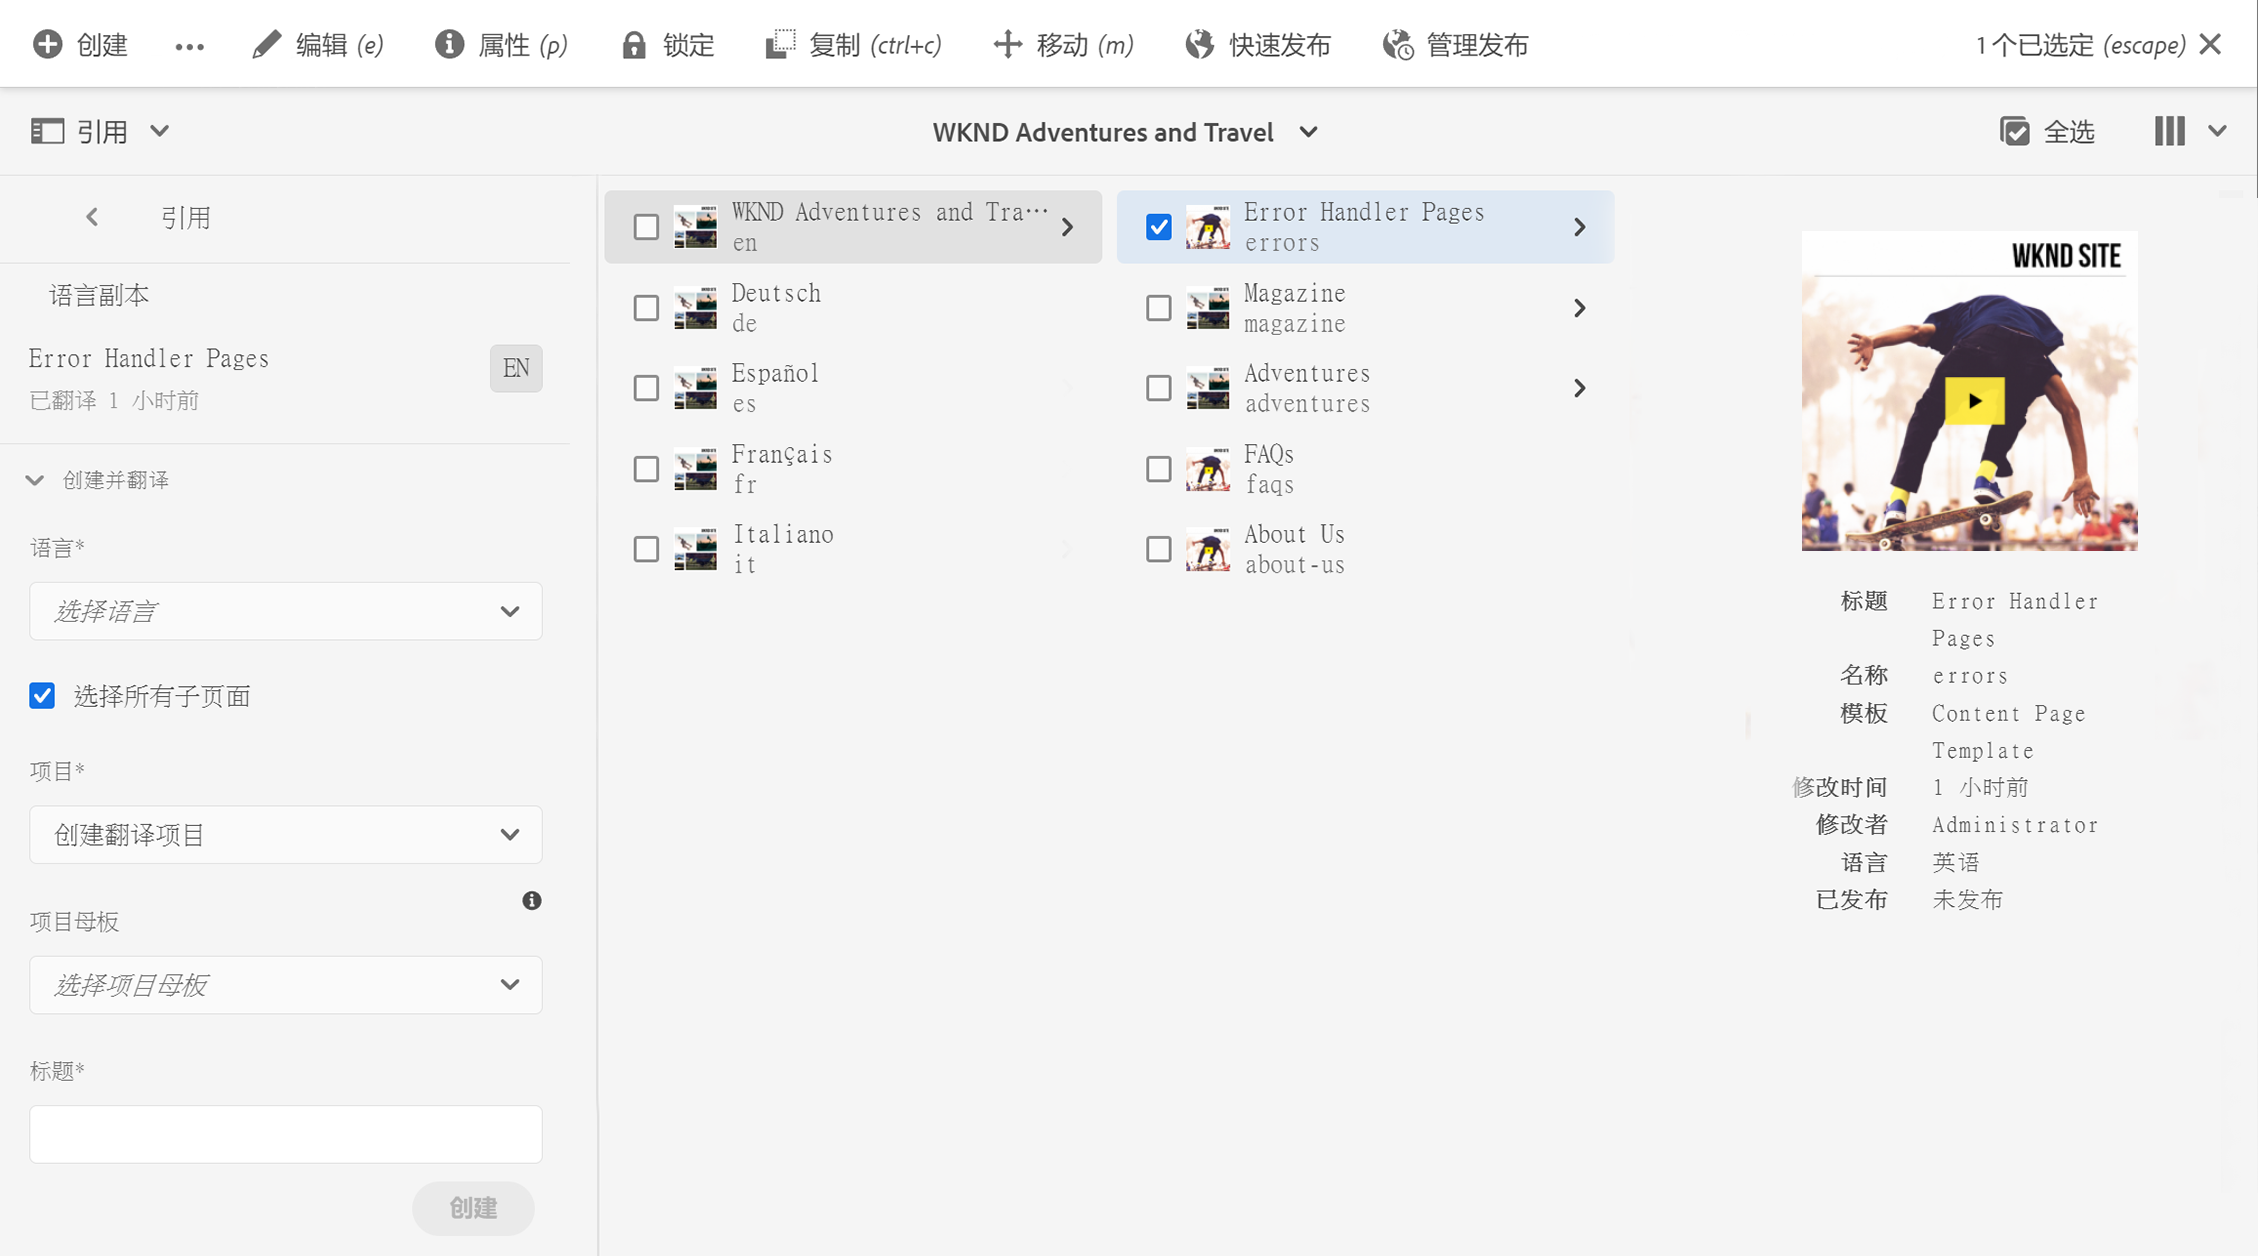 创建
编辑 (e)
属性 (p)
锁定
复制 (ctrl+c)
移动 (m)
快速发布
管理发布
1 个已选定 (escape)
引用
WKND Adventures and Travel
全选
引用
语言副本
Error Handler Pages
EN
已翻译 1 小时前
创建并翻译
语言*
选择语言
选择所有子页面
项目*
创建翻译项目
项目母板
选择项目母板
标题*
创建
WKND Adventures and Tra···
en
Deutsch
de
Español
es
Français
fr
Italiano
it
Error Handler Pages
errors
Magazine
magazine
Adventures
adventures
FAQs
faqs
About Us
about-us
WKND SITE
标题 Error Handler
Pages
名称 errors
模板 Content Page
Template
修改时间 1 小时前
修改者 Administrator
语言 英语
已发布 未发布